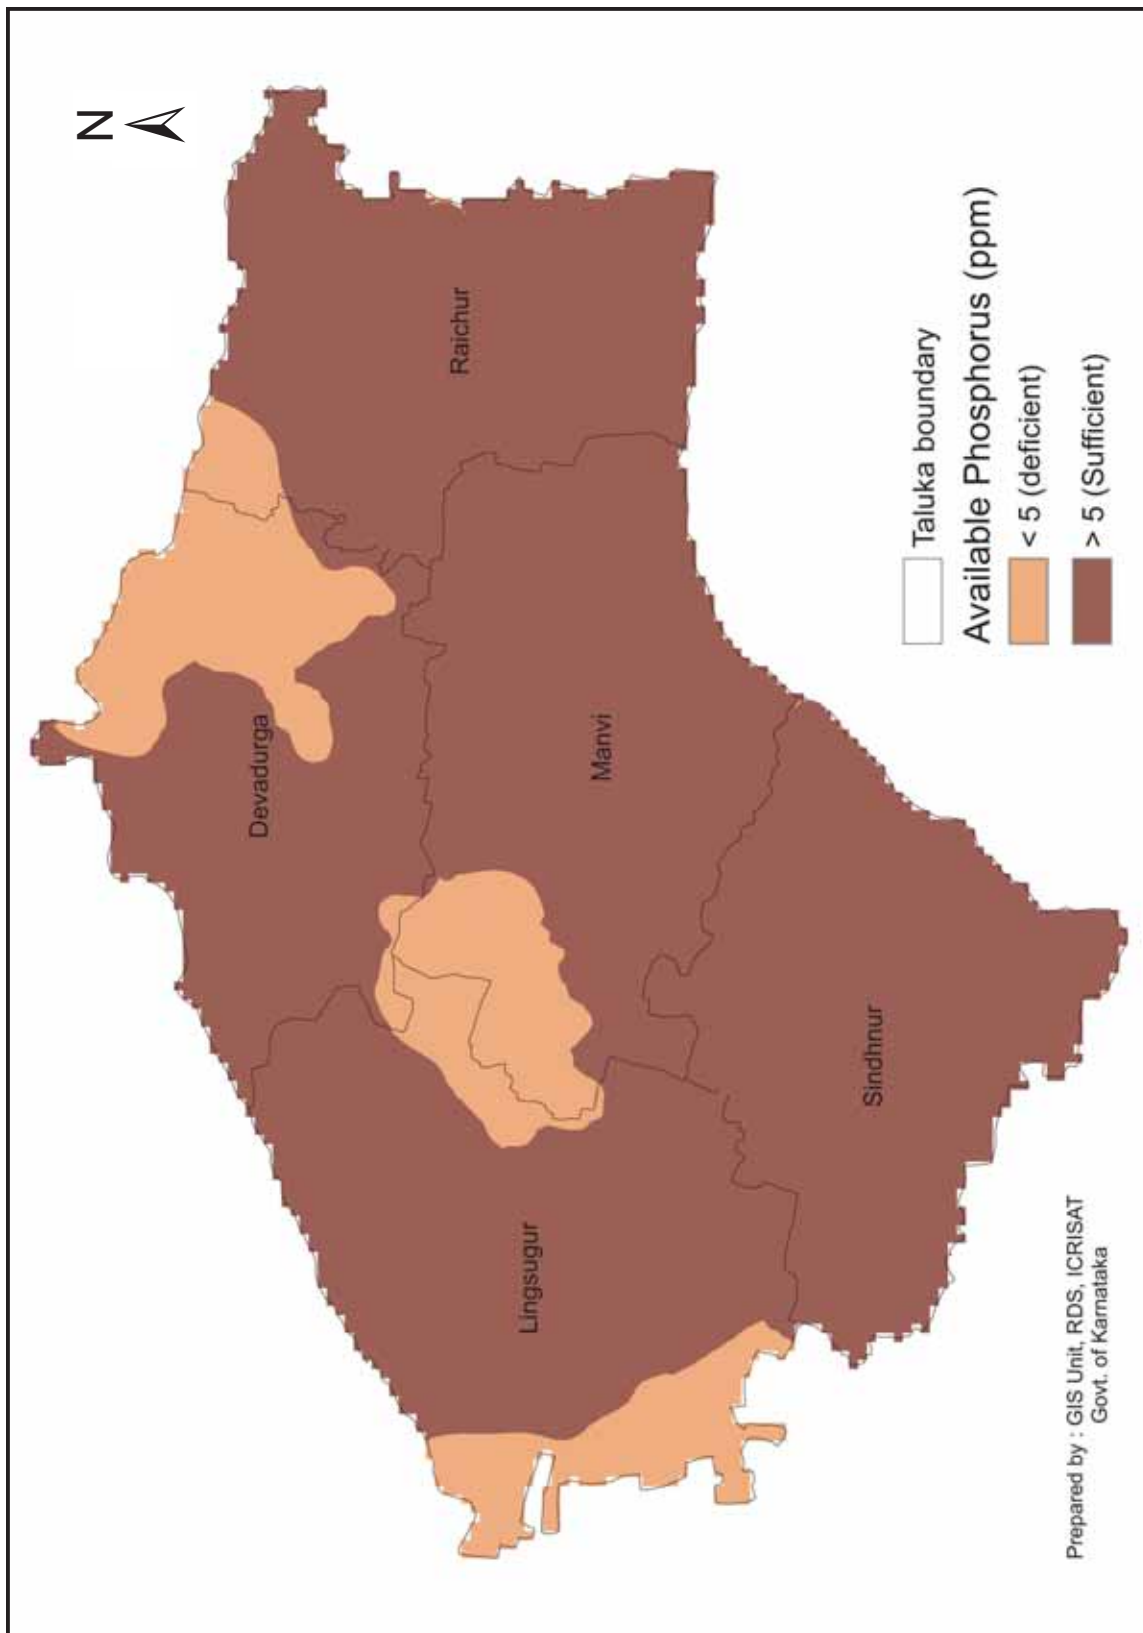 N
Raichur
Devadurga
Manvi
Lingsugur
Sindhnur
Taluka boundary
Available Phosphorus (ppm)
< 5 (deficient)
> 5 (Sufficient)
Prepared by : GIS Unit, RDS, ICRISAT
Govt. of Karnataka